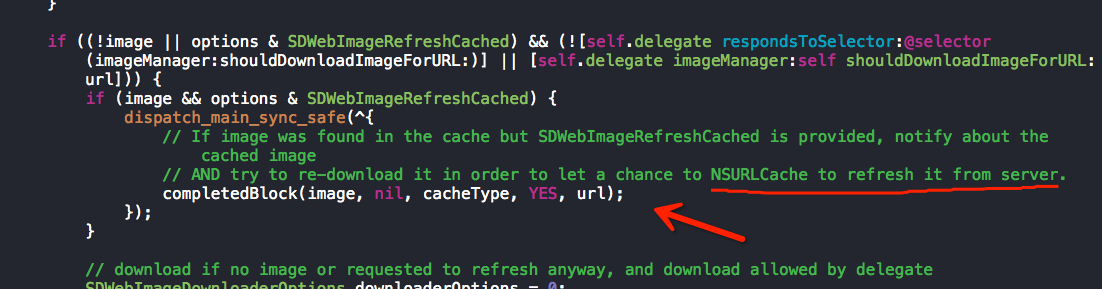 }
if ((!image || options & SDWebImageRefreshCached) && (![self.delegate respondsToSelector:@selector
(imageManager:shouldDownloadImageForURL:)] || [self.delegate imageManager:self shouldDownloadImageForURL:
url])) {
if (image && options & SDWebImageRefreshCached) {
dispatch_main_sync_safe(^{
// If image was found in the cache but SDWebImageRefreshCached is provided, notify about the
cached image
// AND try to re-download it in order to let a chance to NSURLCache to refresh it from server.
completedBlock(image, nil, cacheType, YES, url);
});
}
// download if no image or requested to refresh anyway, and download allowed by delegate
SDWebImageDownloaderOptions downloaderOptions = 0;